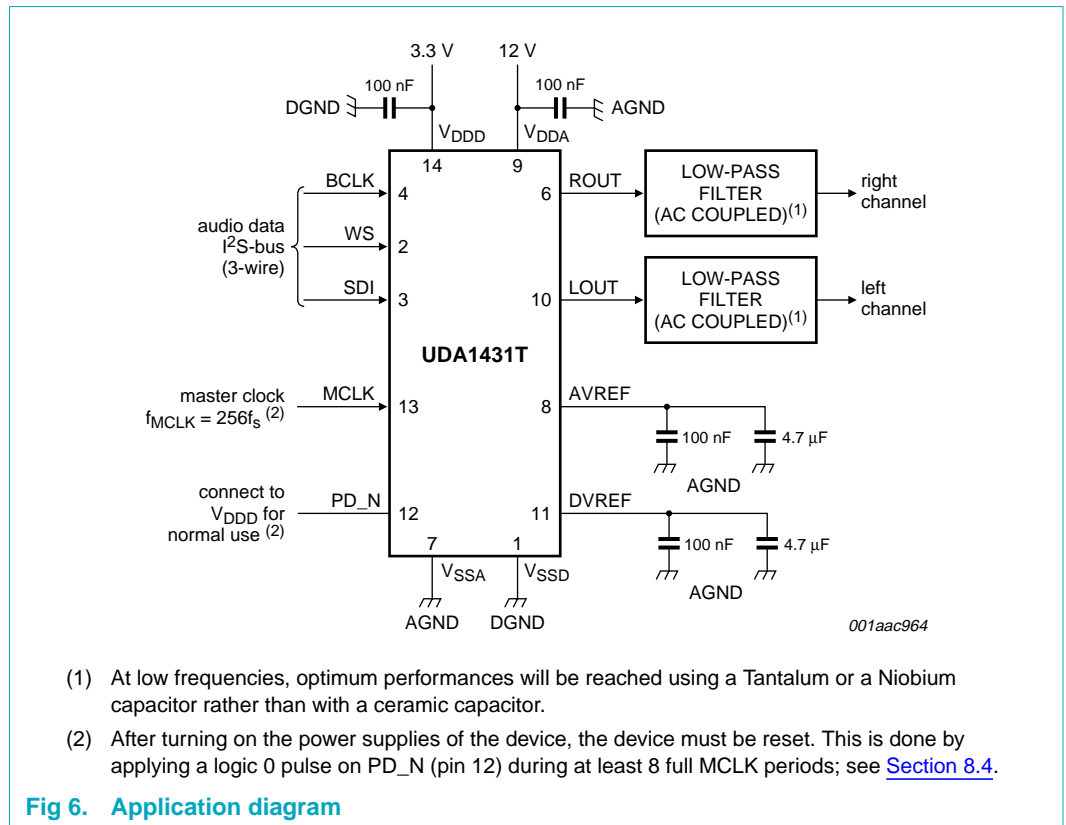 3.3 V
12 V
100 nF
100 nF
DGND
AGND
VDDD
VDDA
14
9
BCLK
4
ROUT
6
LOW-PASS
FILTER
(AC COUPLED)(1)
right
channel
audio data
I2S-bus
(3-wire)
WS
2
SDI
3
LOUT
10
LOW-PASS
FILTER
(AC COUPLED)(1)
left
channel
UDA1431T
master clock
fMCLK = 256fs (2)
MCLK
13
AVREF
8
100 nF
4.7 μF
AGND
connect to
VDDD for
normal use (2)
PD_N
12
DVREF
11
100 nF
4.7 μF
AGND
7
1
VSSA
VSSD
AGND
DGND
001aac964
(1) At low frequencies, optimum performances will be reached using a Tantalum or a Niobium
capacitor rather than with a ceramic capacitor.
(2) After turning on the power supplies of the device, the device must be reset. This is done by
applying a logic 0 pulse on PD_N (pin 12) during at least 8 full MCLK periods; see Section 8.4.
Fig 6. Application diagram